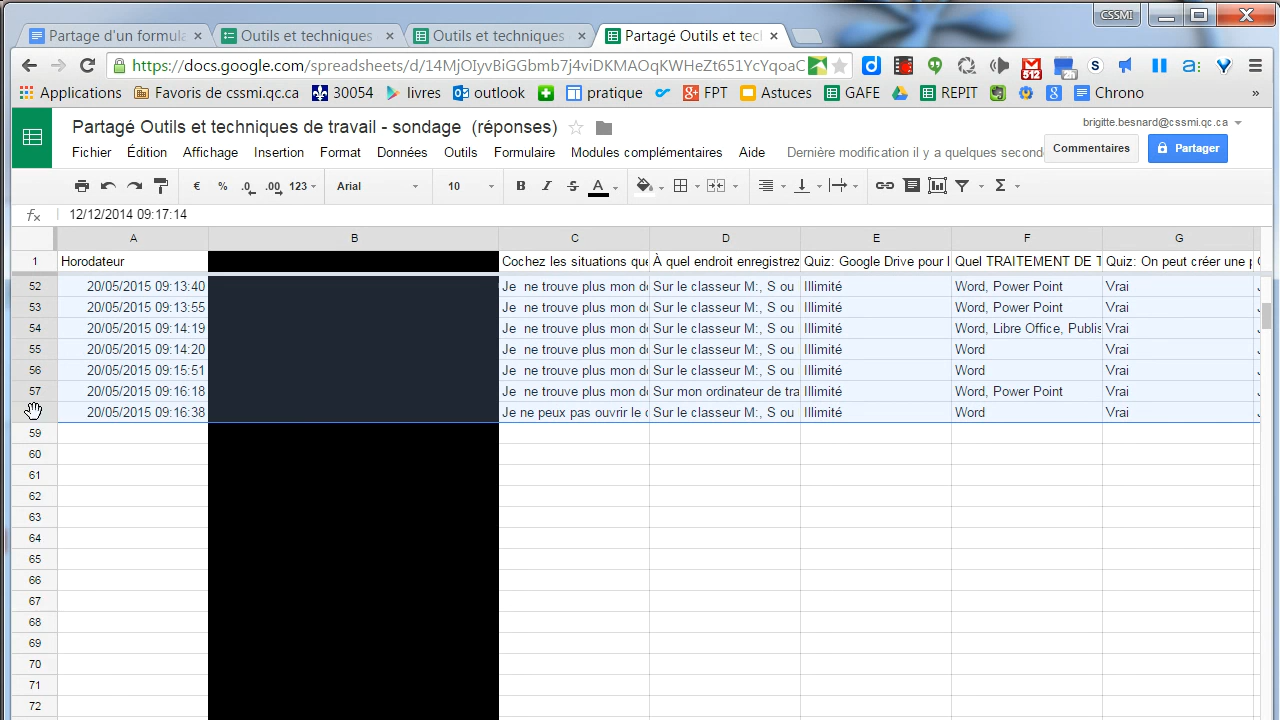 CSSMI
Partage d'un formula × Outils et techniques × Outils et techniques × Partagé Outils et tec ×
https://docs.google.com/spreadsheets/d/14MjOIyvBiGGbmb7j4viDKMAOqKWHeZt651YcYqoaC 512 2h
Applications Favoris de cssmi.qc.ca 30054 livres outlook pratique FPT Astuces GAFE REPIT Chrono »
Partagé Outils et techniques de travail - sondage (réponses) brigitte.besnard@cssmi.qc.ca
Fichier Édition Affichage Insertion Format Données Outils Formulaire Modules complémentaires Aide Dernière modification il y a quelques second Commentaires Partager
€ % .0 .00 123 Arial 10 B I S A Σ
fx 12/12/2014 09:17:14
A B C D E F G
1 Horodateur Cochez les situations que À quel endroit enregistrez Quiz: Google Drive pour l Quel TRAITEMENT DE T Quiz: On peut créer une p
52 20/05/2015 09:13:40 Je ne trouve plus mon do Sur le classeur M:, S ou Illimité Word, Power Point Vrai
53 20/05/2015 09:13:55 Je ne trouve plus mon do Sur le classeur M:, S ou Illimité Word, Power Point Vrai
54 20/05/2015 09:14:19 Je ne trouve plus mon do Sur le classeur M:, S ou Illimité Word, Libre Office, Publis Vrai
55 20/05/2015 09:14:20 Je ne trouve plus mon do Sur le classeur M:, S ou Illimité Word Vrai
56 20/05/2015 09:15:51 Je ne trouve plus mon do Sur le classeur M:, S ou Illimité Word Vrai
57 20/05/2015 09:16:18 Je ne trouve plus mon do Sur mon ordinateur de tra Illimité Word, Power Point Vrai
20/05/2015 09:16:38 Je ne peux pas ouvrir le d Sur le classeur M:, S ou Illimité Word Vrai
59
60
61
62
63
64
65
66
67
68
69
70
71
72